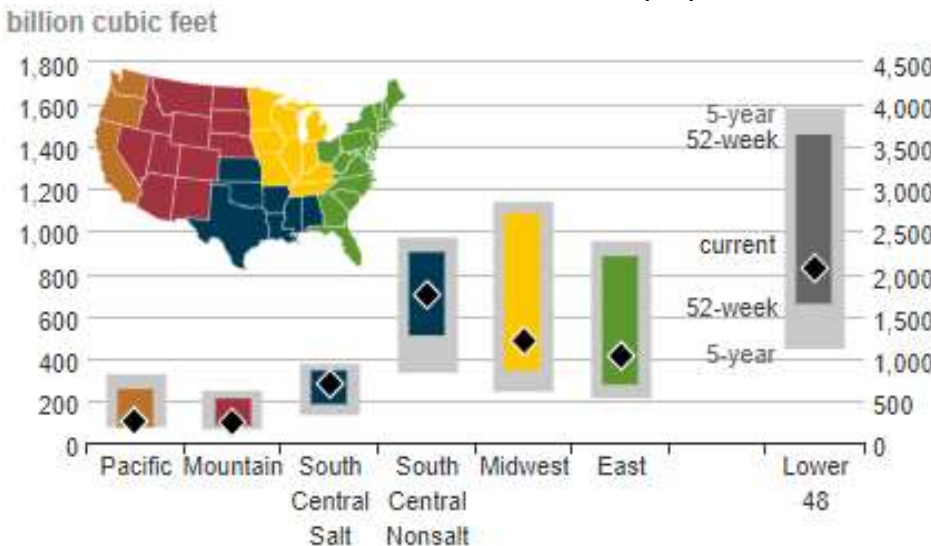 billion cubic feet
1,800
1,600
1,400
1,200
1,000
800
600
400
200
0
5-year
52-week
current
52-week
5-year
4,500
4,000
3,500
3,000
2,500
2,000
1,500
1,000
500
0
Pacific
Mountain
South
Central
Salt
South
Central
Nonsalt
Midwest
East
Lower
48